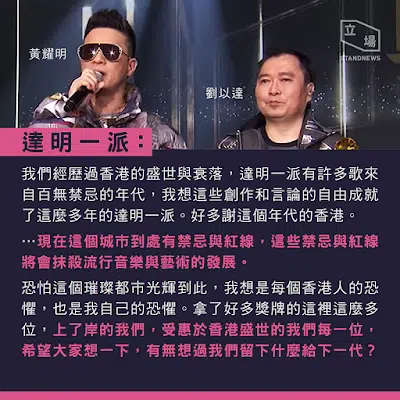 立場
STANDNEWS
黃耀明
劉以達
達明一派：
我們經歷過香港的盛世與衰落，達明一派有許多歌來
自百無禁忌的年代，我想這些創作和言論的自由成就
了這麼多年的達明一派。好多謝這個年代的香港。
…現在這個城市到處有禁忌與紅線，這些禁忌與紅線
將會抹殺流行音樂與藝術的發展。
恐怕這個璀璨都市光輝到此，我想是每個香港人的恐
懼，也是我自己的恐懼。拿了好多獎牌的這裡這麼多
位，上了岸的我們，受惠於香港盛世的我們每一位，
希望大家想一下，有無想過我們留下什麼給下一代？